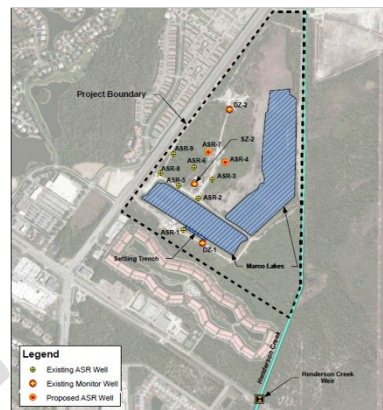 Project Boundary
DZ-2
ASR-9
ASR-7
SZ-2
ASR-6
ASR-4
ASR-8
ASR-5
ASR-3
ASR-2
ASR-1
DZ-1
Settling Trench
Marco Lakes
Henderson Creek
Legend
Existing ASR Well
Existing Monitor Well
Proposed ASR Well
Henderson Creek
Weir